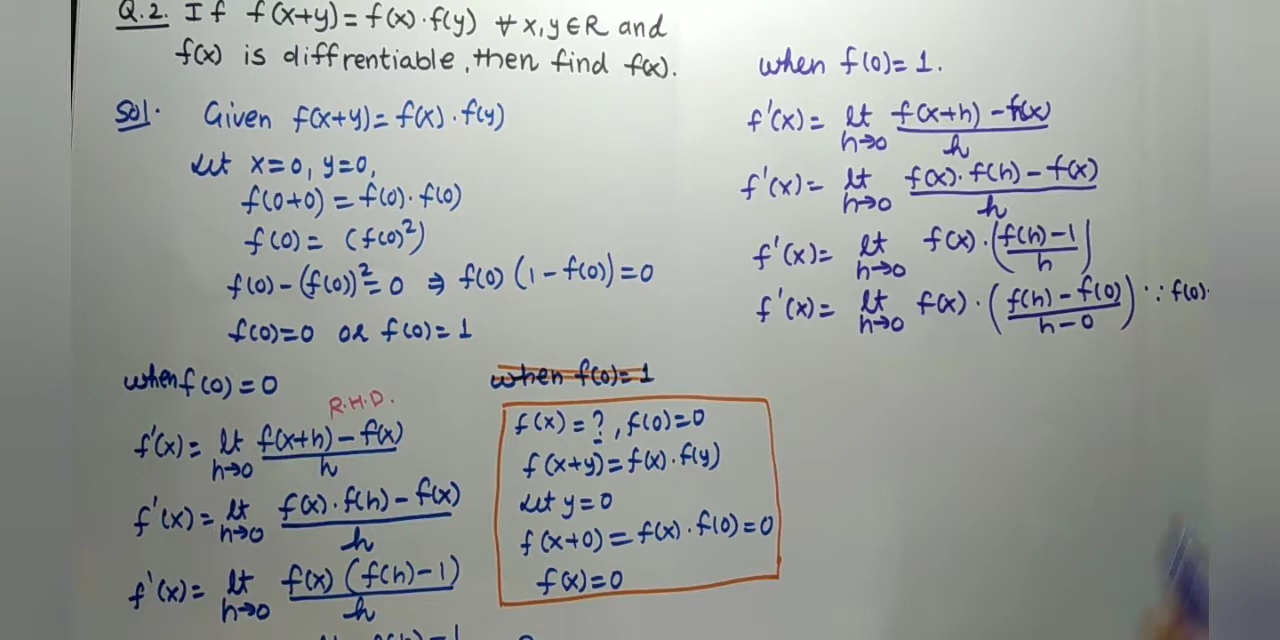 Q.2. If f(x+y)=f(x)·f(y) ∀ x,y∈R and
f(x) is diffrentiable, then find f(x).
Sol. Given f(x+y)=f(x)·f(y)
Let x=0, y=0,
f(0+0)=f(0)·f(0)
f(0)=(f(0)²)
f(0)-(f(0))²=0 ⇒ f(0)(1-f(0))=0
f(0)=0 or f(0)=1
when f(0)=0
R.H.D.
f'(x)= lt h→0 f(x+h)-f(x) / h
f'(x)= lt h→0 f(x)·f(h)-f(x) / h
f'(x)= lt h→0 f(x)(f(h)-1) / h
when f(0)=1
f(x)=?, f(0)=0
f(x+y)=f(x)·f(y)
Let y=0
f(x+0)=f(x)·f(0)=0
f(x)=0
when f(0)=1.
f'(x)= lt h→0 f(x+h)-f(x) / h
f'(x)= lt h→0 f(x)·f(h)-f(x) / h
f'(x)= lt h→0 f(x)·(f(h)-1 / h)
f'(x)= lt h→0 f(x)·(f(h)-f(0) / h-0) ∵ f(0)